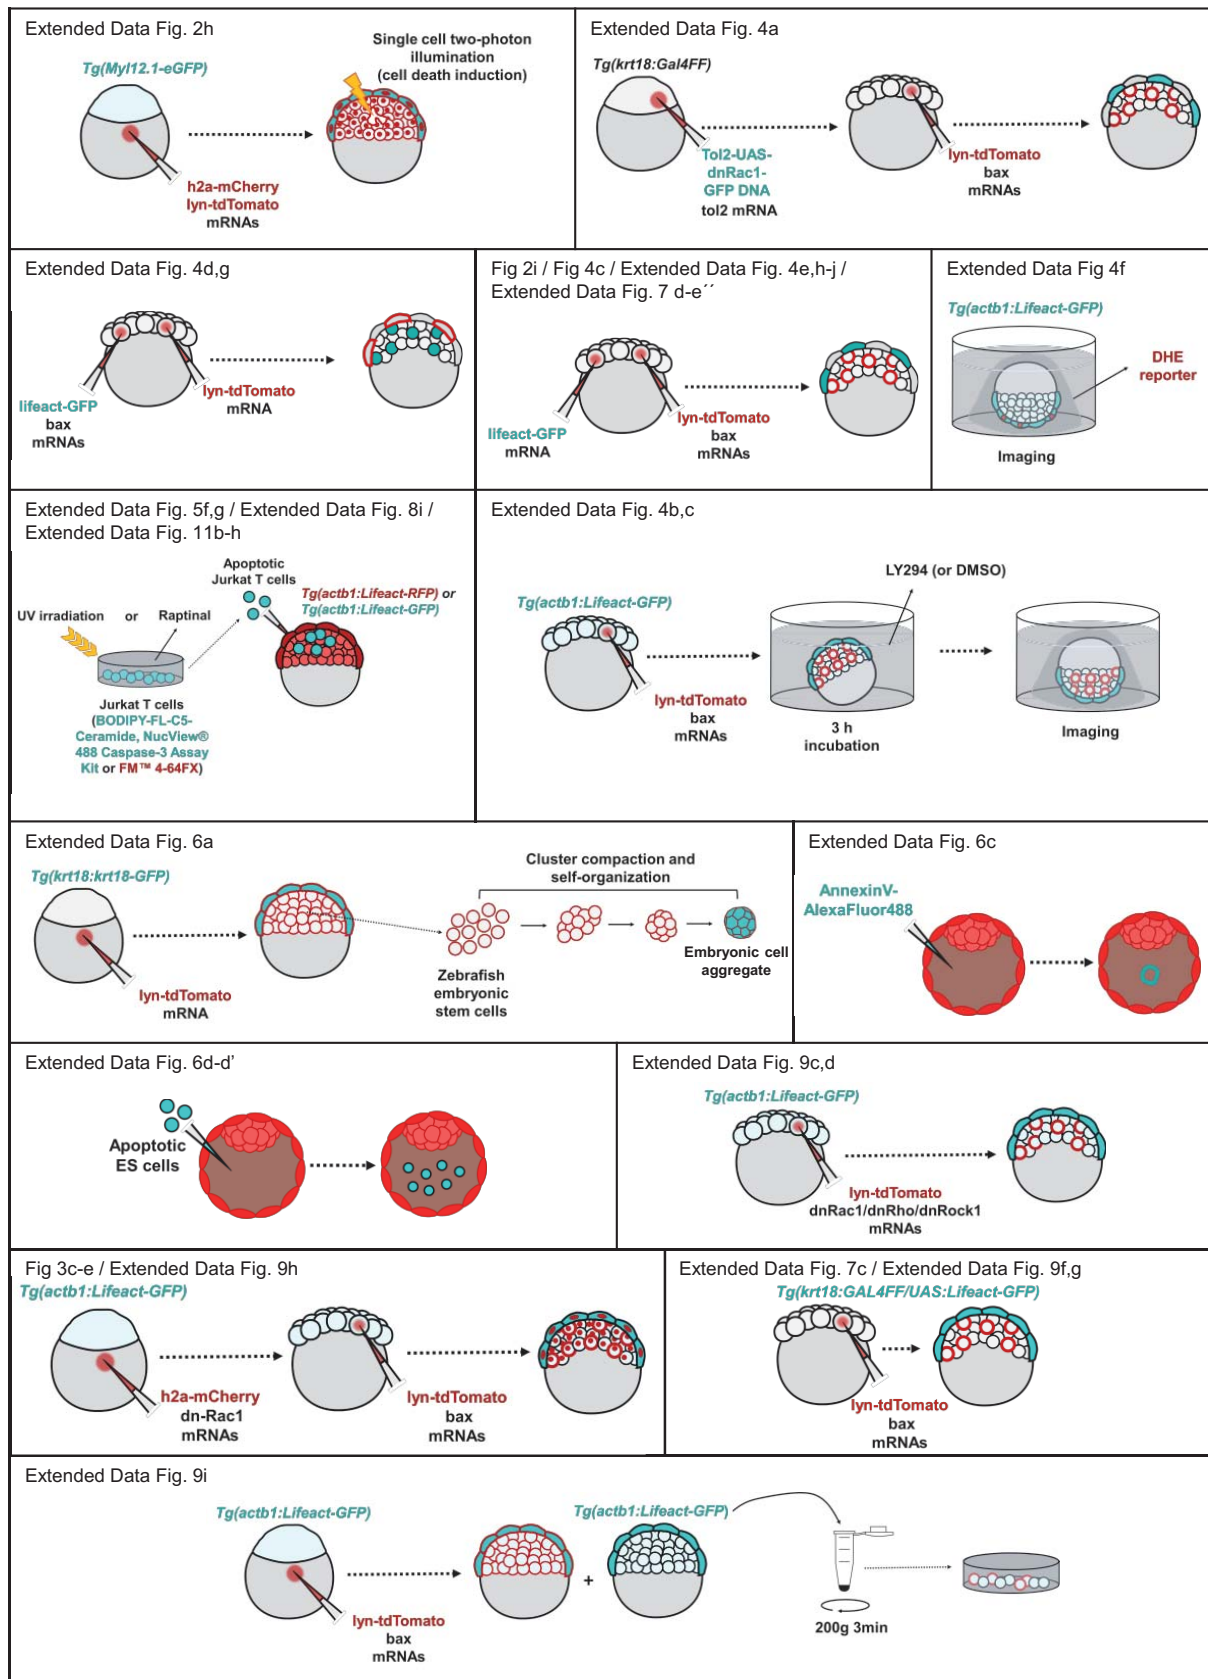 Extended Data Fig. 2h
Tg(Myl12.1-eGFP)
Single cell two-photon
illumination
(cell death induction)
h2a-mCherry
lyn-tdTomato
mRNAs
Extended Data Fig. 4a
Tg(krt18:Gal4FF)
Tol2-UAS-
dnRac1-
GFP DNA
tol2 mRNA
lyn-tdTomato
bax
mRNAs
Extended Data Fig. 4d,g
lifeact-GFP
bax
mRNAs
lyn-tdTomato
mRNA
Fig 2i / Fig 4c / Extended Data Fig. 4e,h-j /
Extended Data Fig. 7 d-e´´
lifeact-GFP
mRNA
lyn-tdTomato
bax
mRNAs
Extended Data Fig 4f
Tg(actb1:Lifeact-GFP)
DHE
reporter
Imaging
Extended Data Fig. 5f,g / Extended Data Fig. 8i /
Extended Data Fig. 11b-h
Apoptotic
Jurkat T cells
Tg(actb1:Lifeact-RFP) or
Tg(actb1:Lifeact-GFP)
UV irradiation or Raptinal
Jurkat T cells
(BODIPY-FL-C5-
Ceramide, NucView®
488 Caspase-3 Assay
Kit or FM™ 4-64FX)
Extended Data Fig. 4b,c
Tg(actb1:Lifeact-GFP)
LY294 (or DMSO)
lyn-tdTomato
bax
mRNAs
3 h
incubation
Imaging
Extended Data Fig. 6a
Tg(krt18:krt18-GFP)
lyn-tdTomato
mRNA
Cluster compaction and
self-organization
Zebrafish
embryonic
stem cells
Embryonic cell
aggregate
Extended Data Fig. 6c
AnnexinV-
AlexaFluor488
Extended Data Fig. 6d-d’
Apoptotic
ES cells
Extended Data Fig. 9c,d
Tg(actb1:Lifeact-GFP)
lyn-tdTomato
dnRac1/dnRho/dnRock1
mRNAs
Fig 3c-e / Extended Data Fig. 9h
Tg(actb1:Lifeact-GFP)
h2a-mCherry
dn-Rac1
mRNAs
lyn-tdTomato
bax
mRNAs
Extended Data Fig. 7c / Extended Data Fig. 9f,g
Tg(krt18:GAL4FF/UAS:Lifeact-GFP)
lyn-tdTomato
bax
mRNAs
Extended Data Fig. 9i
Tg(actb1:Lifeact-GFP)
lyn-tdTomato
bax
mRNAs
+
Tg(actb1:Lifeact-GFP)
200g 3min